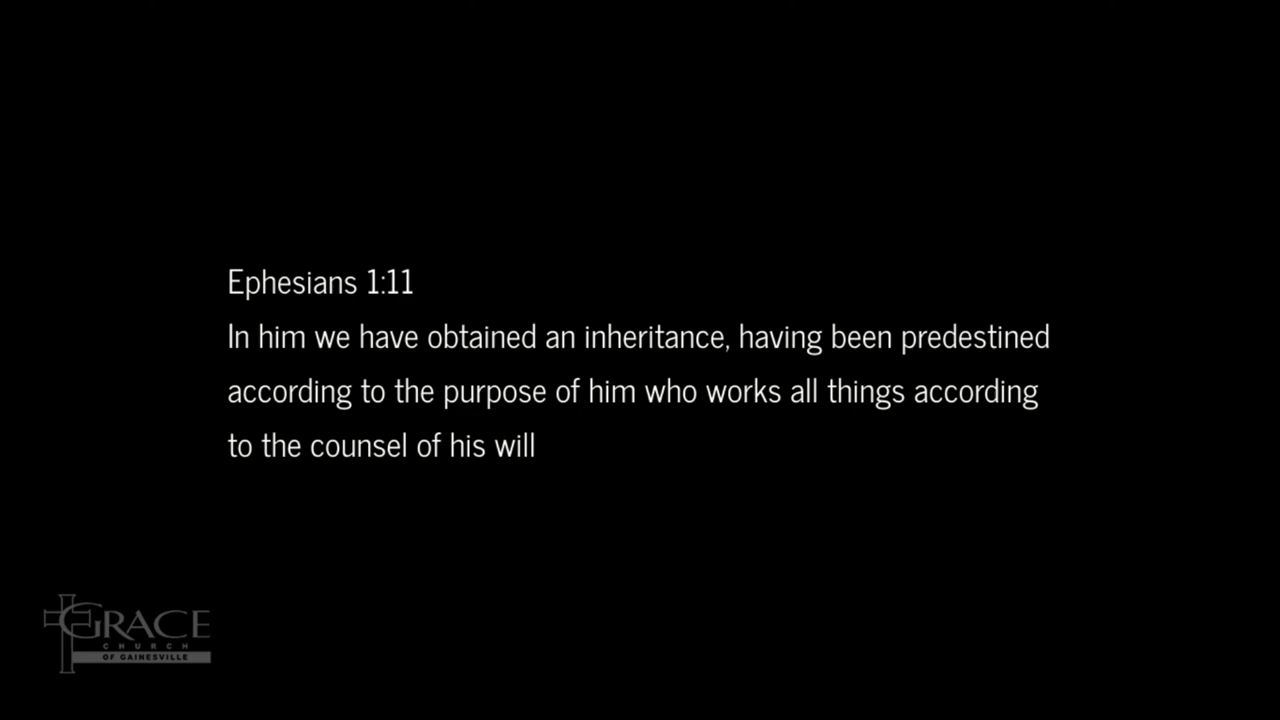 Ephesians 1:11
In him we have obtained an inheritance, having been predestined
according to the purpose of him who works all things according
to the counsel of his will
GRACE
CHURCH
OF GAINESVILLE